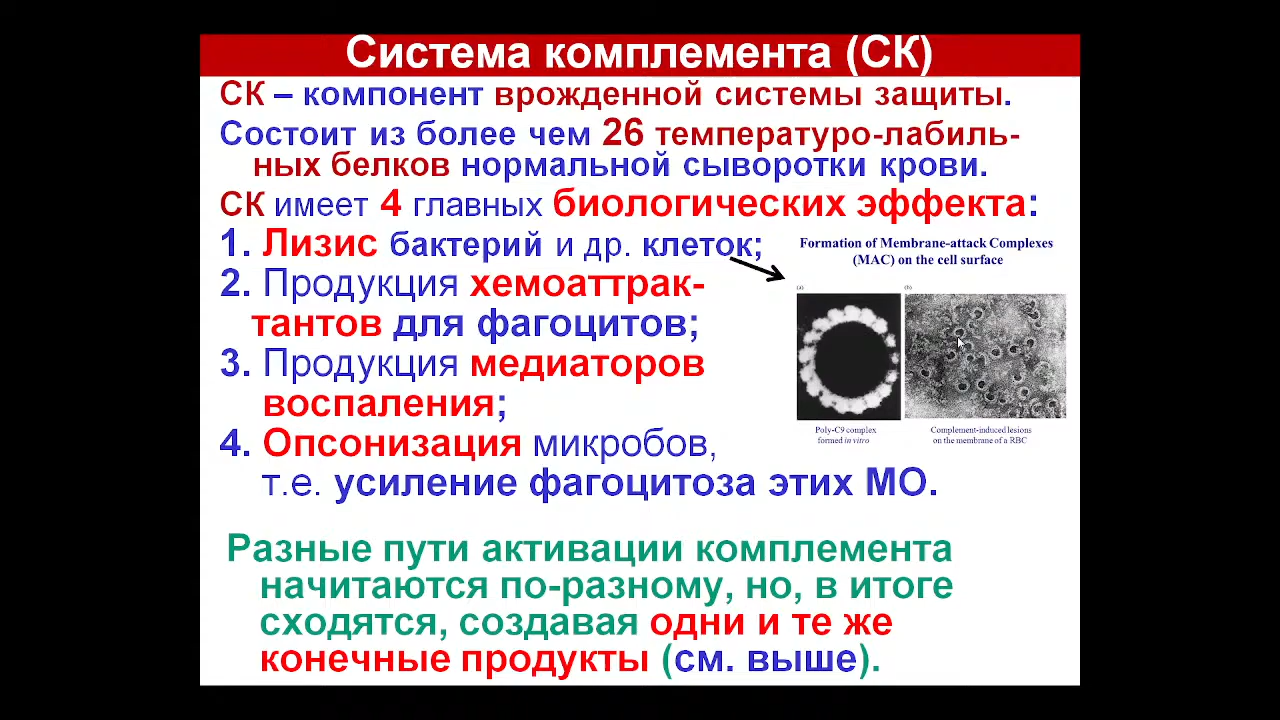 Система комплемента (СК)
СК – компонент врожденной системы защиты.
Состоит из более чем 26 температуро-лабиль-
ных белков нормальной сыворотки крови.
СК имеет 4 главных биологических эффекта:
1. Лизис бактерий и др. клеток;
2. Продукция хемоаттрак-
тантов для фагоцитов;
3. Продукция медиаторов
воспаления;
4. Опсонизация микробов,
т.е. усиление фагоцитоза этих МО.
Formation of Membrane-attack Complexes
(MAC) on the cell surface
(a)
(b)
Poly-C9 complex
formed in vitro
Complement-induced lesions
on the membrane of a RBC
Разные пути активации комплемента
начитаются по-разному, но, в итоге
сходятся, создавая одни и те же
конечные продукты (см. выше).